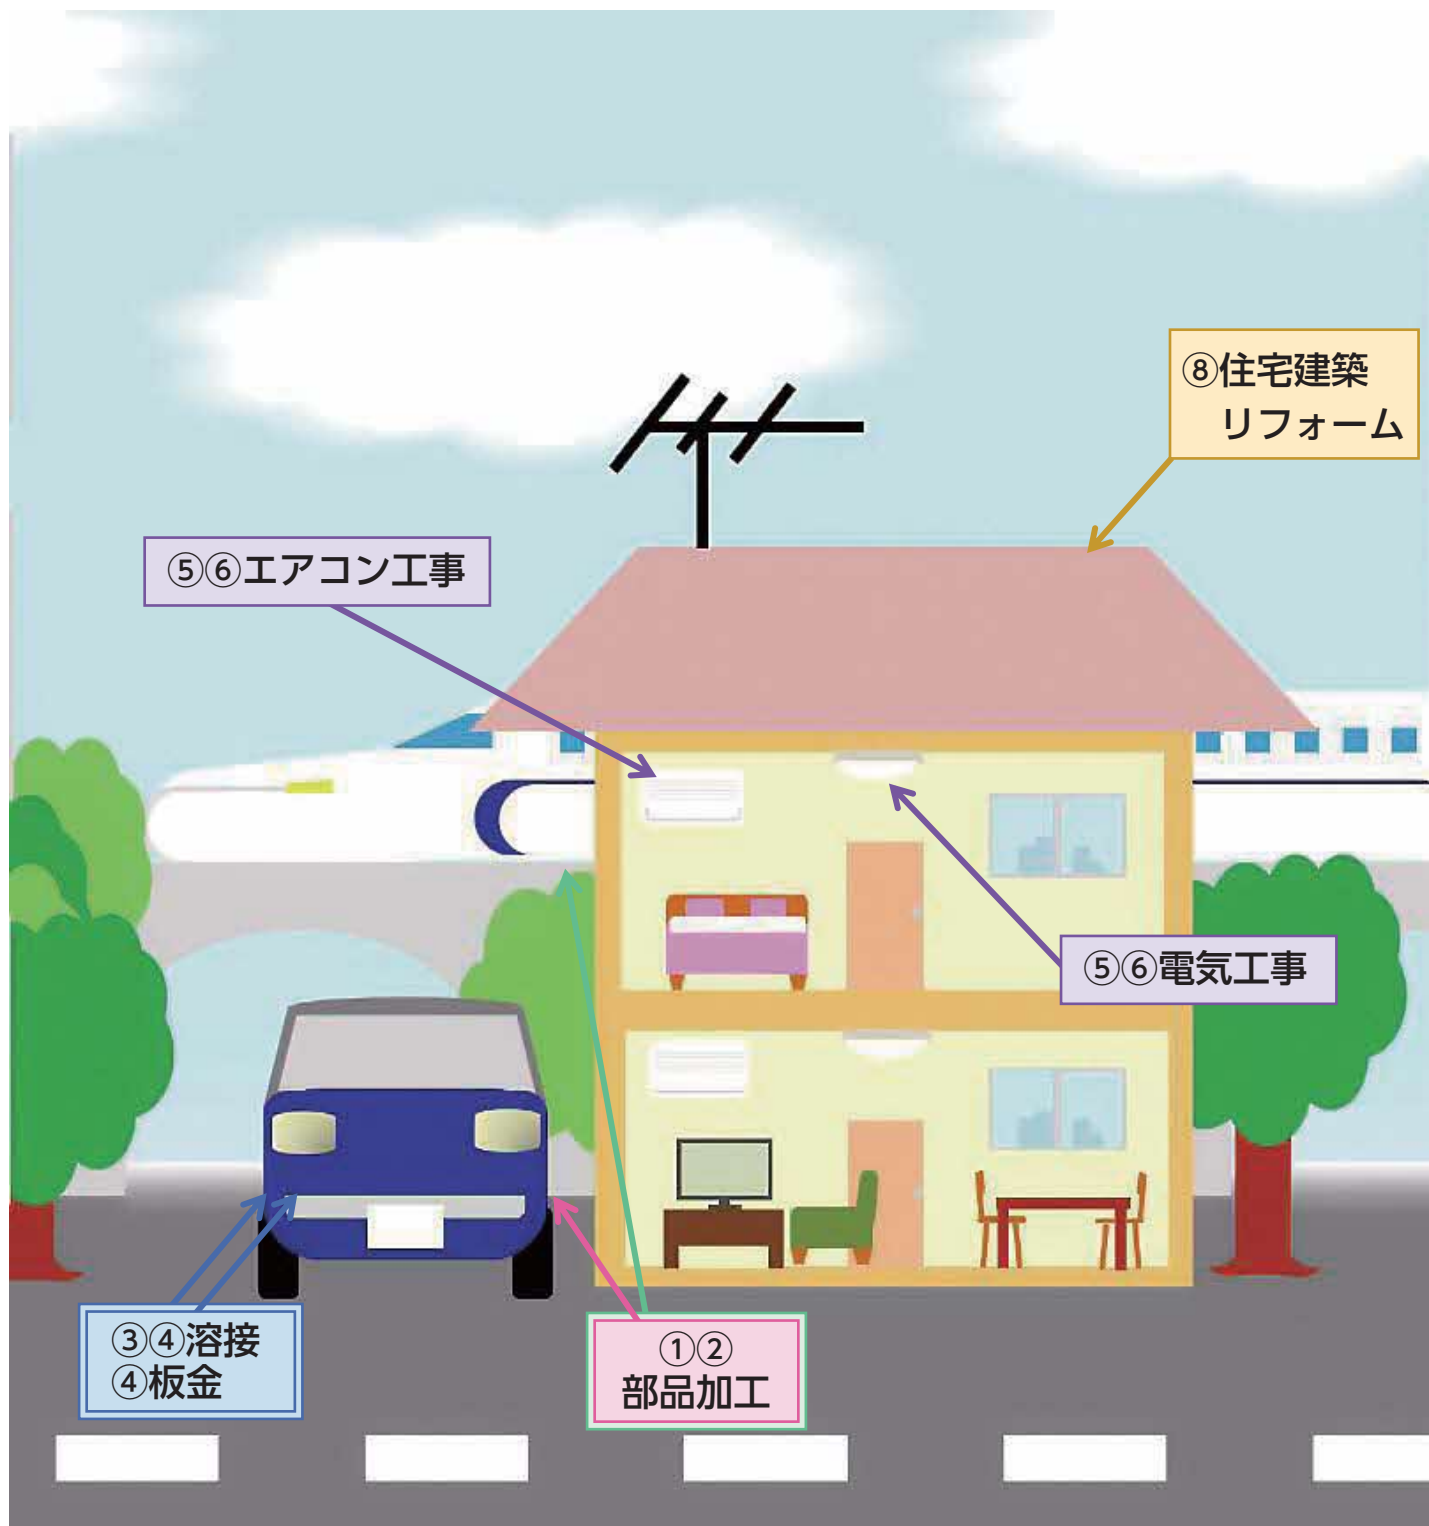 ⑧住宅建築
リフォーム
⑤⑥エアコン工事
⑤⑥電気工事
③④溶接
④板金
①②
部品加工